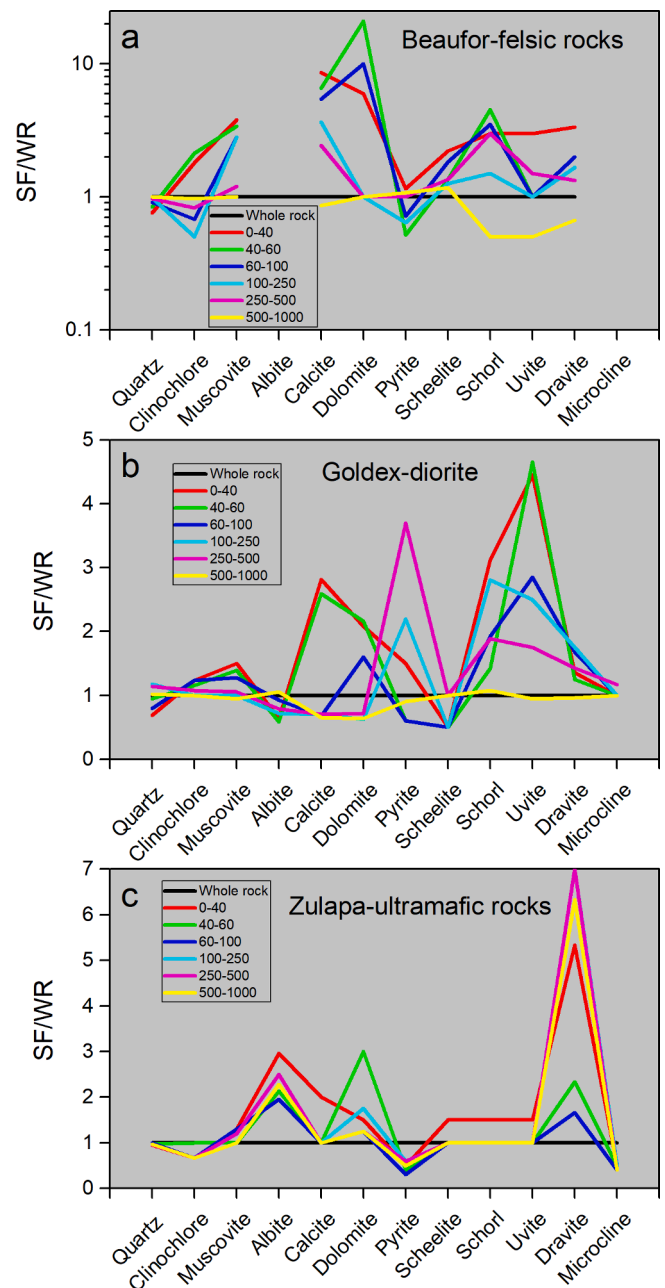 a
Beaufor-felsic rocks
10
1
0.1
SF/WR
Whole rock
0-40
40-60
60-100
100-250
250-500
500-1000
Quartz
Clinochlore
Muscovite
Albite
Calcite
Dolomite
Pyrite
Scheelite
Schorl
Uvite
Dravite
Microcline
b
Goldex-diorite
5
4
3
2
1
0
SF/WR
Whole rock
0-40
40-60
60-100
100-250
250-500
500-1000
Quartz
Clinochlore
Muscovite
Albite
Calcite
Dolomite
Pyrite
Scheelite
Schorl
Uvite
Dravite
Microcline
c
Zulapa-ultramafic rocks
7
6
5
4
3
2
1
0
SF/WR
Whole rock
0-40
40-60
60-100
100-250
250-500
500-1000
Quartz
Clinochlore
Muscovite
Albite
Calcite
Dolomite
Pyrite
Scheelite
Schorl
Uvite
Dravite
Microcline